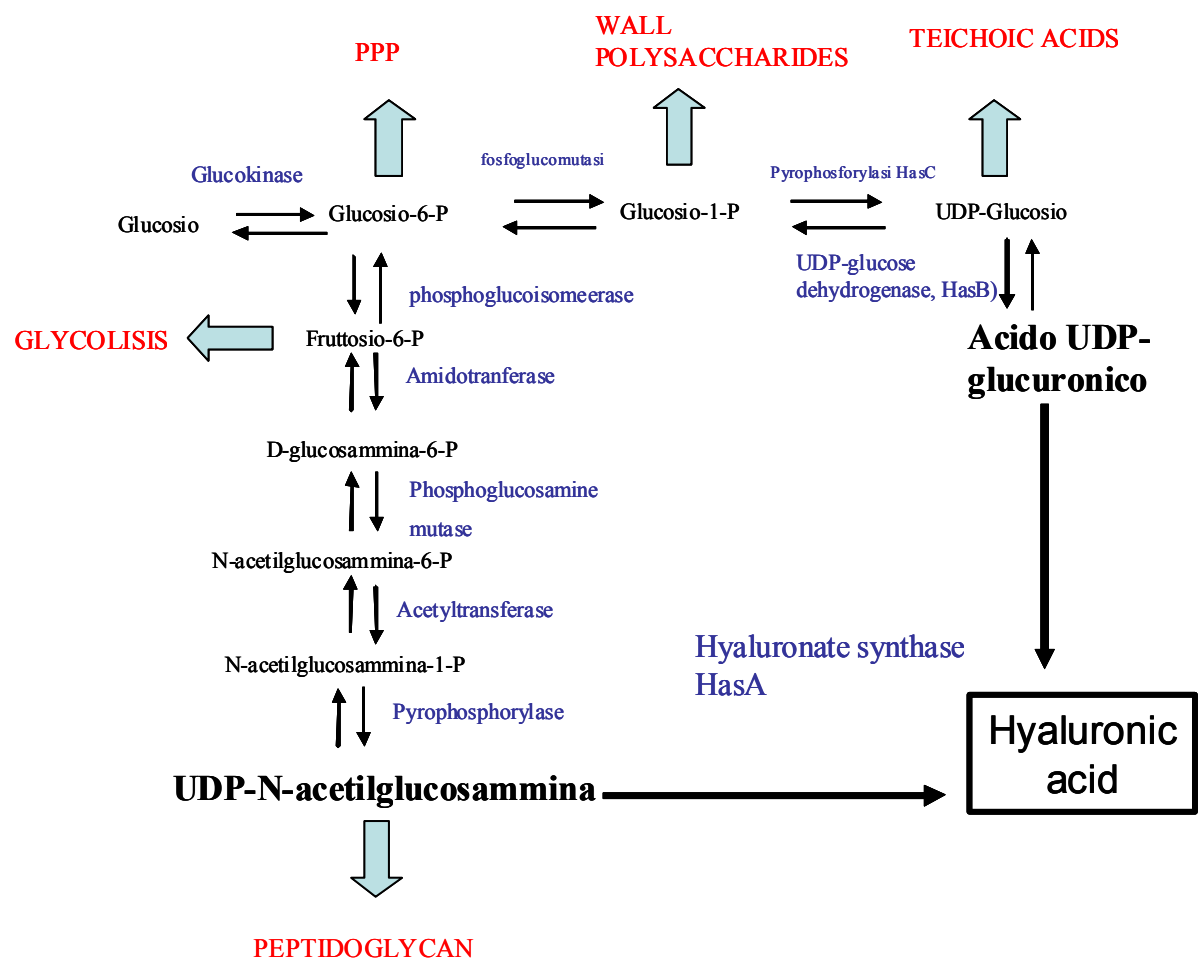 WALL
POLYSACCHARIDES
TEICHOIC ACIDS
PPP
fosfoglucomutasi
Glucokinase
Pyrophosforylasi HasC
Glucosio
Glucosio-6-P
Glucosio-1-P
UDP-Glucosio
UDP-glucose
dehydrogenase, HasB)
phosphoglucoisomeerase
GLYCOLISIS
Fruttosio-6-P
Acido UDP-
glucuronico
Amidotranferase
D-glucosammina-6-P
Phosphoglucosamine
mutase
N-acetilglucosammina-6-P
Acetyltransferase
Hyaluronate synthase
HasA
N-acetilglucosammina-1-P
Pyrophosphorylase
Hyaluronic
acid
UDP-N-acetilglucosammina
PEPTIDOGLYCAN